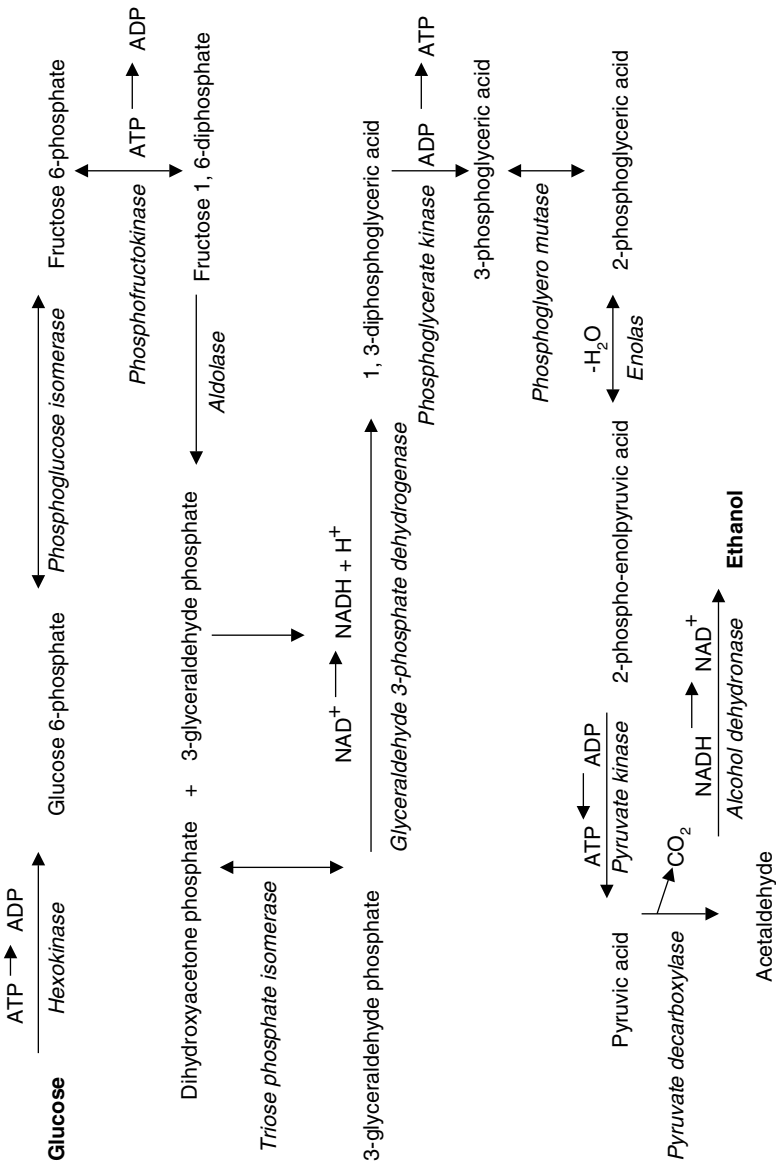 ATP → ADP
Glucose
Hexokinase
Glucose 6-phosphate
Phosphoglucose isomerase
Fructose 6-phosphate
Phosphofructokinase
ATP → ADP
Fructose 1, 6-diphosphate
Aldolase
Dihydroxyacetone phosphate + 3-glyceraldehyde phosphate
Triose phosphate isomerase
3-glyceraldehyde phosphate
NAD⁺ → NADH + H⁺
Glyceraldehyde 3-phosphate dehydrogenase
1, 3-diphosphoglyceric acid
Phosphoglycerate kinase
ADP → ATP
3-phosphoglyceric acid
Phosphoglyero mutase
2-phosphoglyceric acid
-H₂O
Enolas
2-phospho-enolpyruvic acid
ATP ← ADP
Pyruvate kinase
Pyruvic acid
Pyruvate decarboxylase
CO₂
Acetaldehyde
NADH → NAD⁺
Alcohol dehydronase
Ethanol